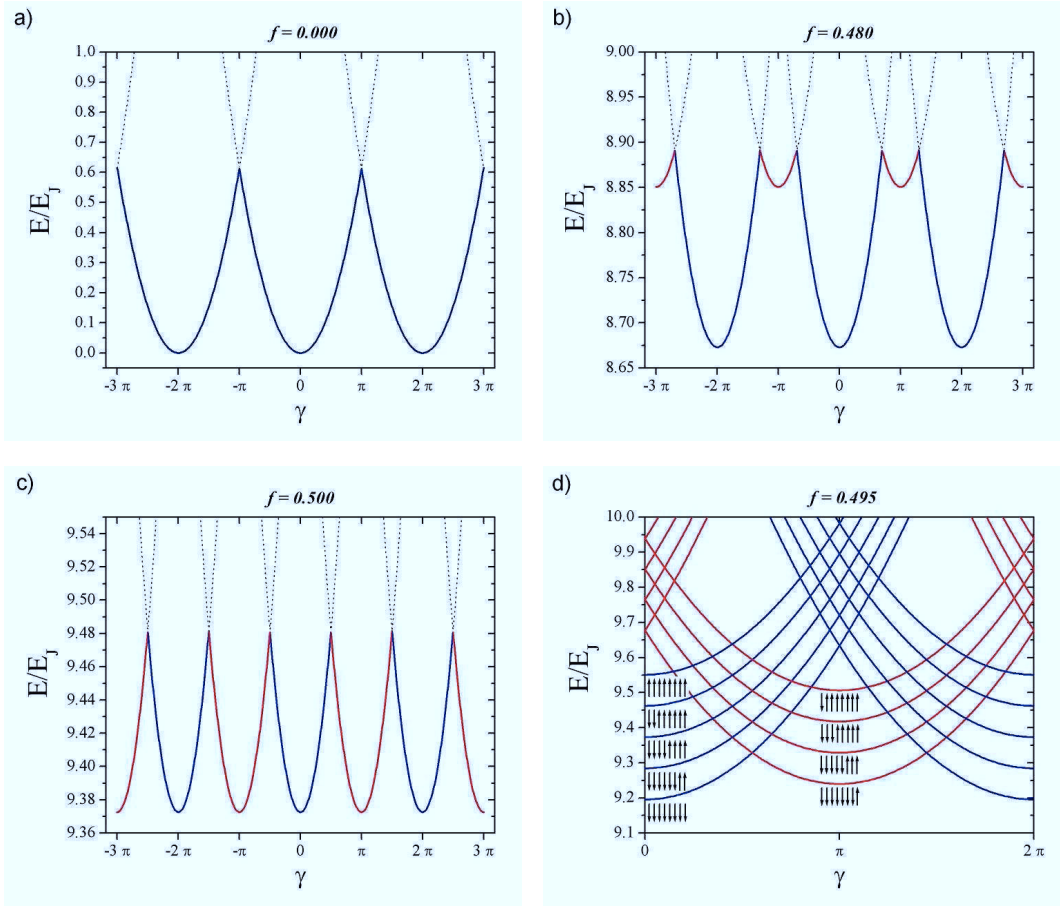 a)
f = 0.000
1.0
0.9
0.8
0.7
0.6
0.5
0.4
0.3
0.2
0.1
0.0
E/E_J
-3 π -2 π -π 0 π 2 π 3 π
γ
b)
f = 0.480
9.00
8.95
8.90
8.85
8.80
8.75
8.70
8.65
E/E_J
-3 π -2 π -π 0 π 2 π 3 π
γ
c)
f = 0.500
9.54
9.52
9.50
9.48
9.46
9.44
9.42
9.40
9.38
9.36
E/E_J
-3 π -2 π -π 0 π 2 π 3 π
γ
d)
f = 0.495
10.0
9.9
9.8
9.7
9.6
9.5
9.4
9.3
9.2
9.1
E/E_J
0 π 2 π
γ